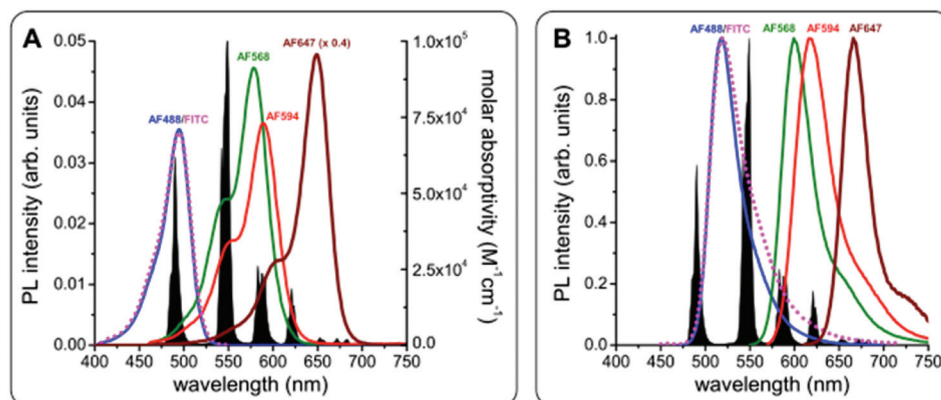 A
AF647 (x 0.4)
AF568
AF594
AF488/FITC
PL intensity (arb. units)
0.05
0.04
0.03
0.02
0.01
0.00
1.0x10⁵
7.5x10⁴
5.0x10⁴
2.5x10⁴
0.0
molar absorptivity (M⁻¹cm⁻¹)
400 450 500 550 600 650 700 750
wavelength (nm)
B
AF488/FITC AF568 AF594 AF647
PL intensity (arb. units)
1.0
0.8
0.6
0.4
0.2
0.0
400 450 500 550 600 650 700 750
wavelength (nm)